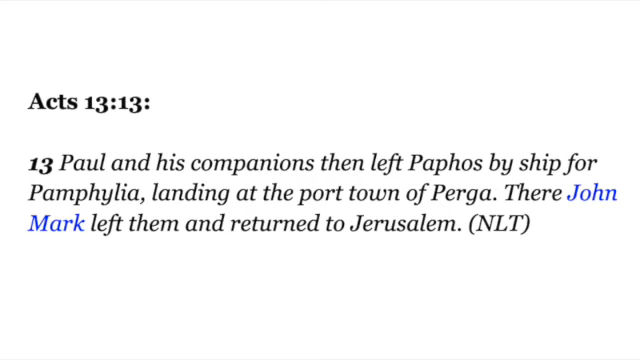 Acts 13:13:
13 Paul and his companions then left Paphos by ship for
Pamphylia, landing at the port town of Perga. There John
Mark left them and returned to Jerusalem. (NLT)